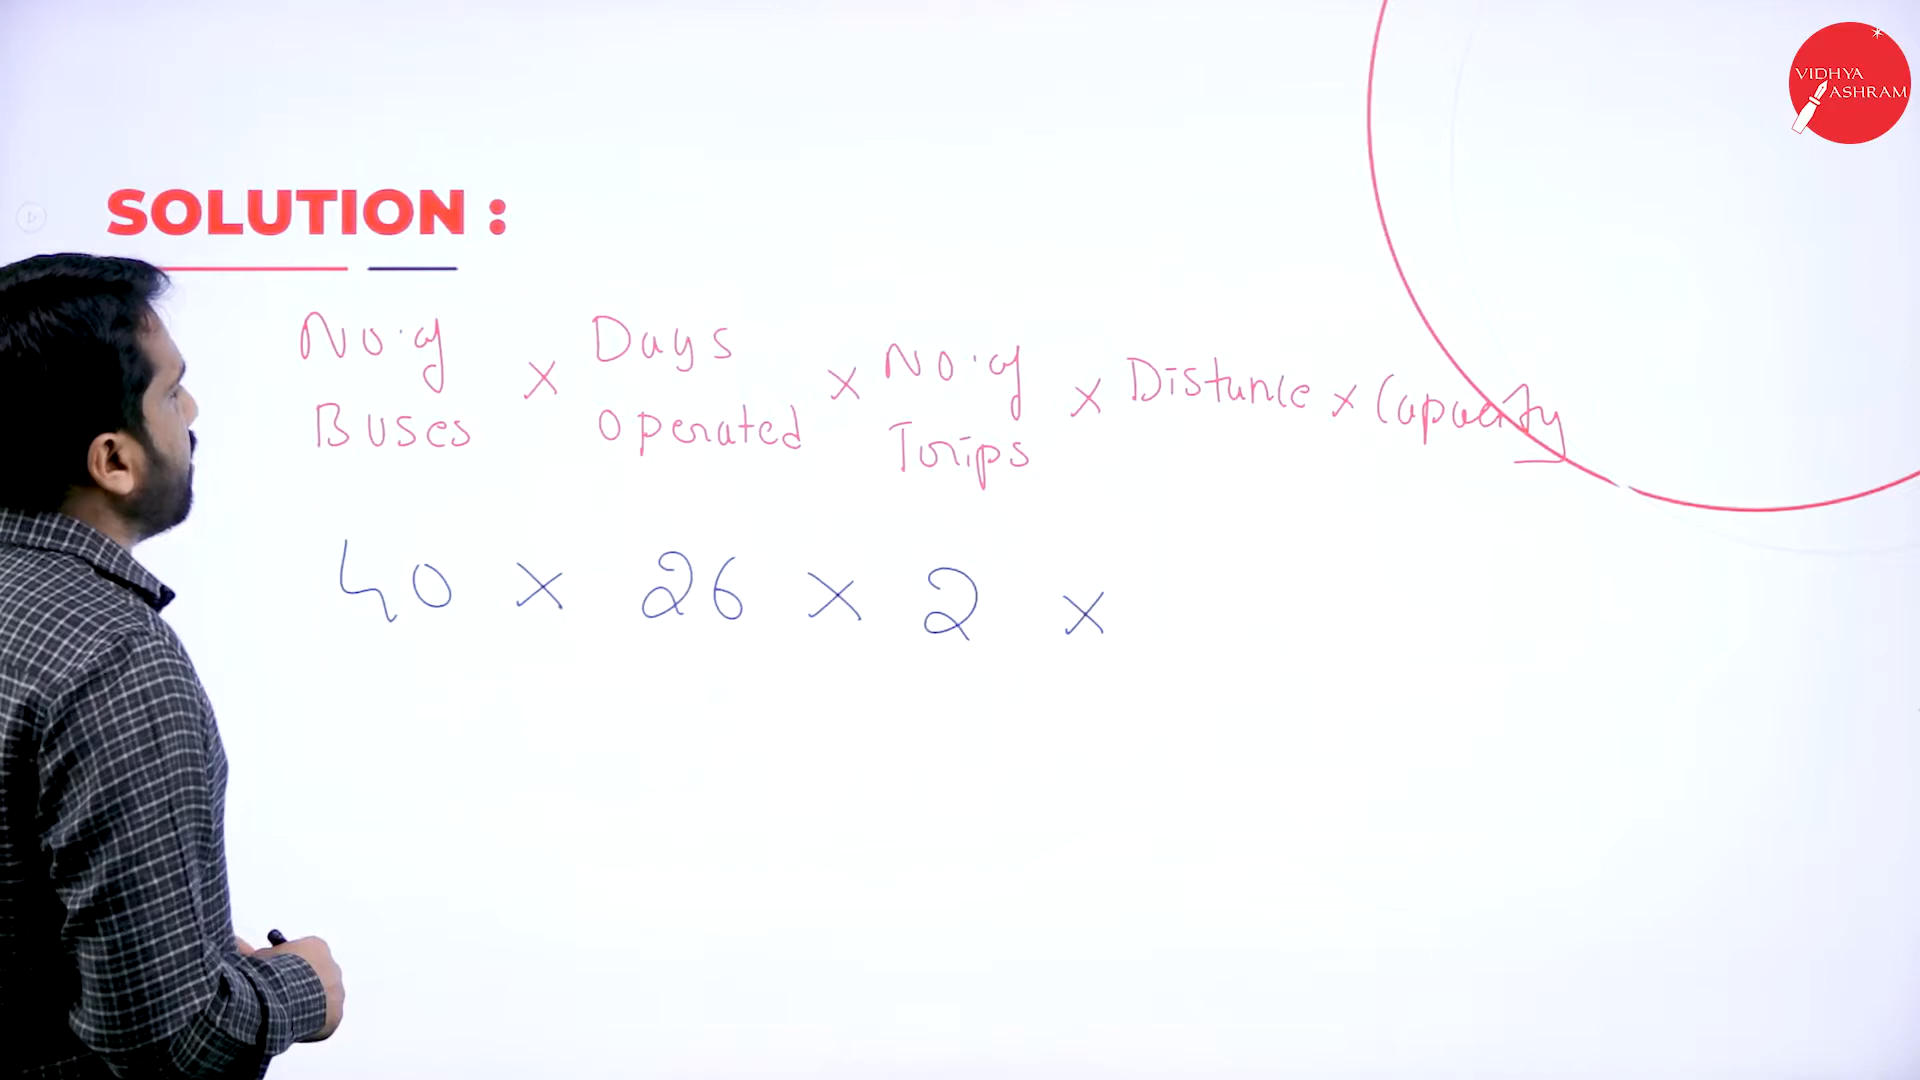 VIDHYA
ASHRAM
SOLUTION :
No. of Buses × Days Operated × No. of Trips × Distance × Capacity
40 × 26 × 2 ×